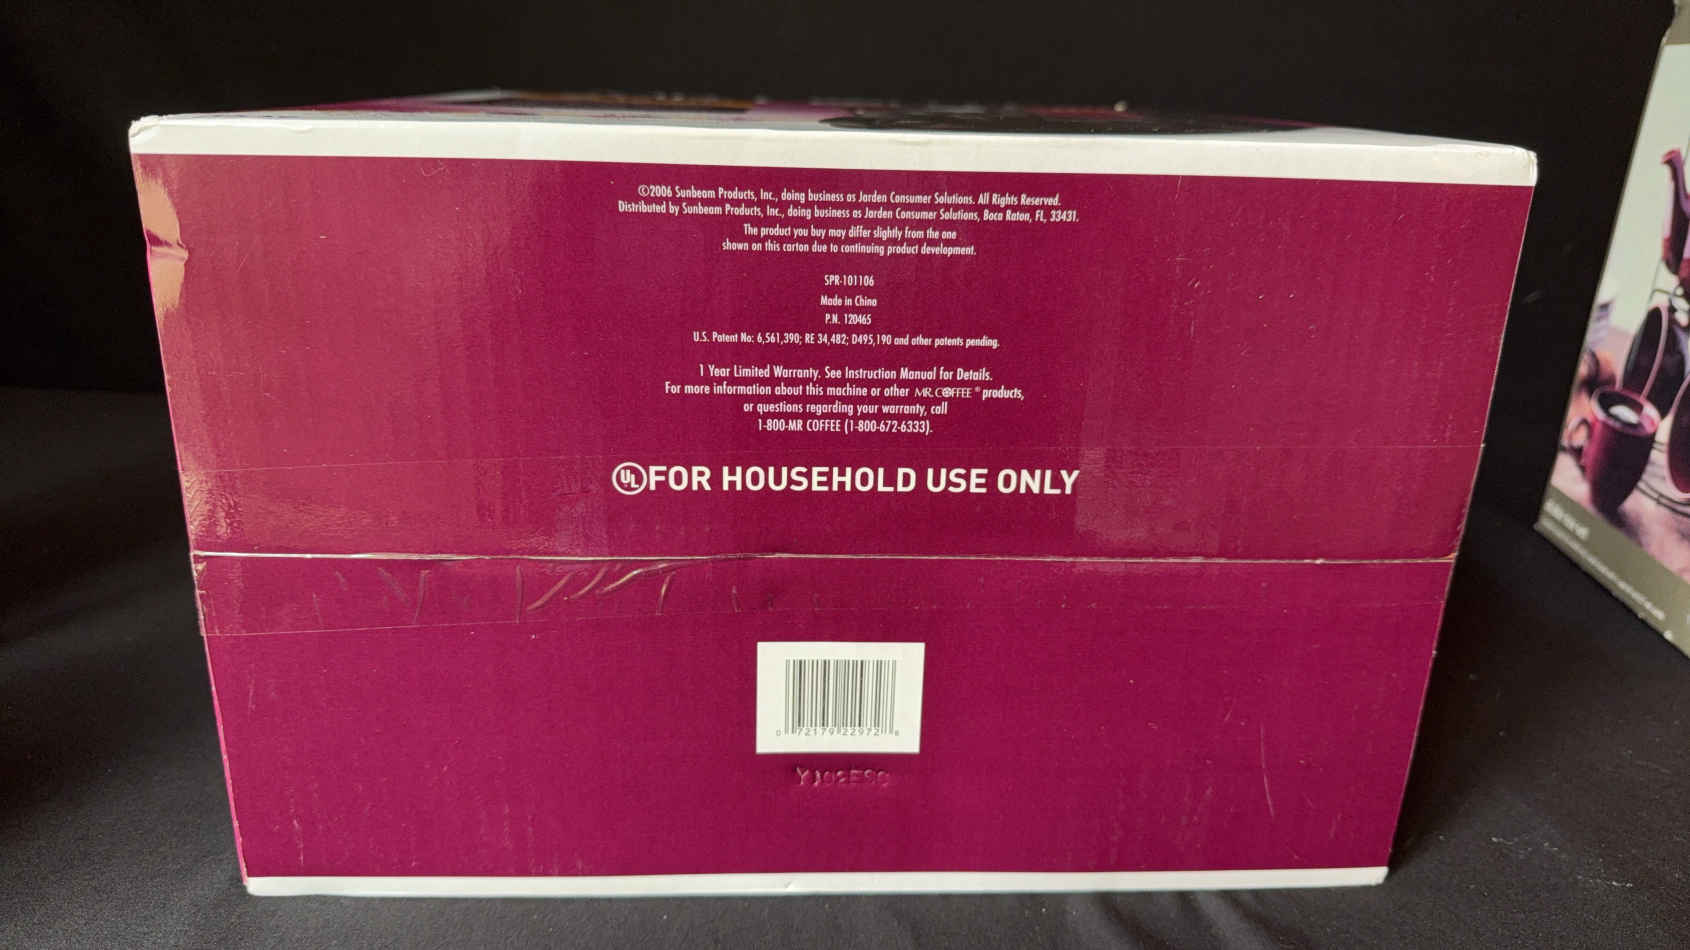 ©2006 Sunbeam Products, Inc., doing business as Jarden Consumer Solutions. All Rights Reserved.
Distributed by Sunbeam Products, Inc., doing business as Jarden Consumer Solutions, Boca Raton, FL, 33431.
The product you buy may differ slightly from the one
shown on this carton due to continuing product development.
SPR-101106
Made in China
P.N. 120465
U.S. Patent No: 6,561,390; RE 34,482; D495,190 and other patents pending.
1 Year Limited Warranty. See Instruction Manual for Details.
For more information about this machine or other MR. COFFEE® products,
or questions regarding your warranty, call
1-800-MR COFFEE (1-800-672-6333).
UL FOR HOUSEHOLD USE ONLY
0 72179 22972 8